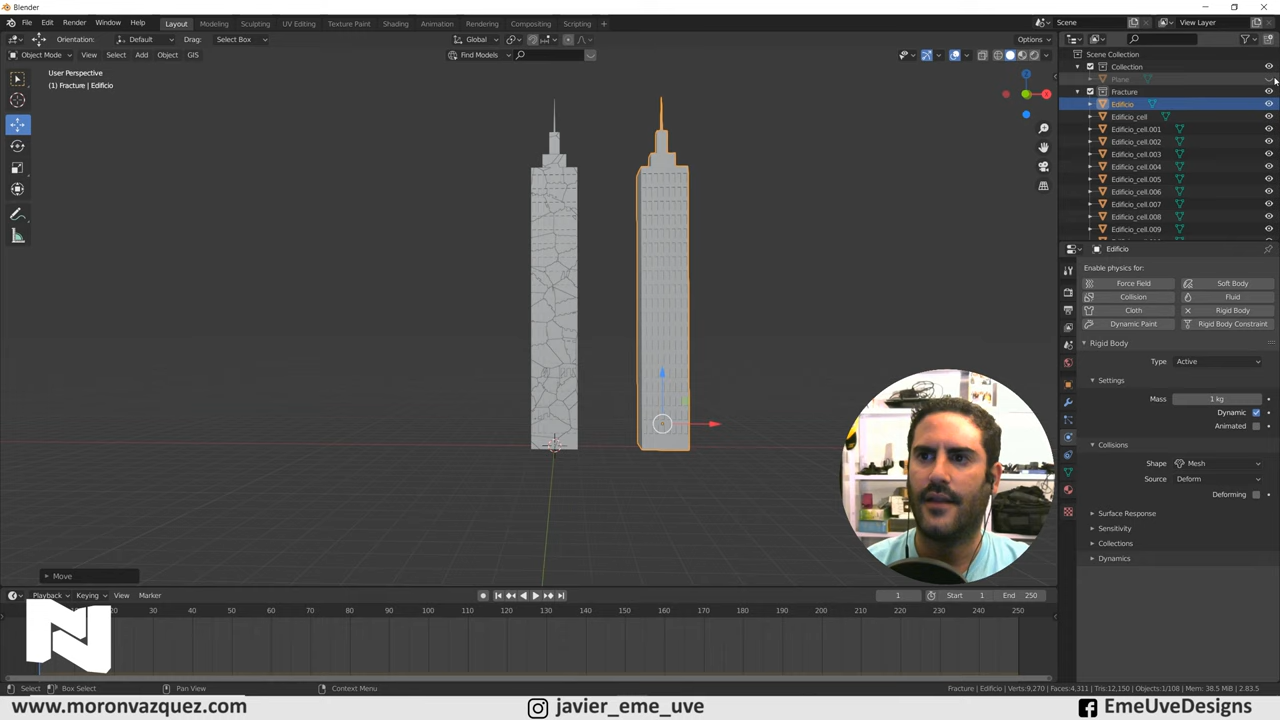 Blender
File Edit Render Window Help
Layout Modeling Sculpting UV Editing Texture Paint Shading Animation Rendering Compositing Scripting +
Scene
View Layer
Orientation: Default Drag: Select Box
Global
Options
Object Mode View Select Add Object GIS
Find Models
User Perspective
(1) Fracture | Edificio
Scene Collection
Collection
Plane
Fracture
Edificio
Edificio_cell
Edificio_cell.001
Edificio_cell.002
Edificio_cell.003
Edificio_cell.004
Edificio_cell.005
Edificio_cell.006
Edificio_cell.007
Edificio_cell.008
Edificio_cell.009
Edificio
Enable physics for:
Force Field Soft Body
Collision Fluid
Cloth Rigid Body
Dynamic Paint Rigid Body Constraint
Rigid Body
Type Active
Settings
Mass 1 kg
Dynamic
Animated
Collisions
Shape Mesh
Source Deform
Deforming
Surface Response
Sensitivity
Collections
Dynamics
Move
Playback Keying View Marker
1 Start 1 End 250
20 30 40 50 60 70 80 90 100 110 120 130 140 150 160 170 180 190 200 210 220 230 240 250
N
Select Box Select Pan View Context Menu
Fracture | Edificio | Verts:9,270 | Faces:4,311 | Tris:12,150 | Objects:1/108 | Mem: 38.5 MiB | 2.83.5
www.moronvazquez.com javier_eme_uve EmeUveDesigns